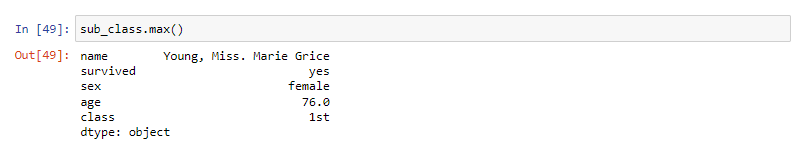 In [49]: sub_class.max()
Out[49]: name Young, Miss. Marie Grice
survived yes
sex female
age 76.0
class 1st
dtype: object